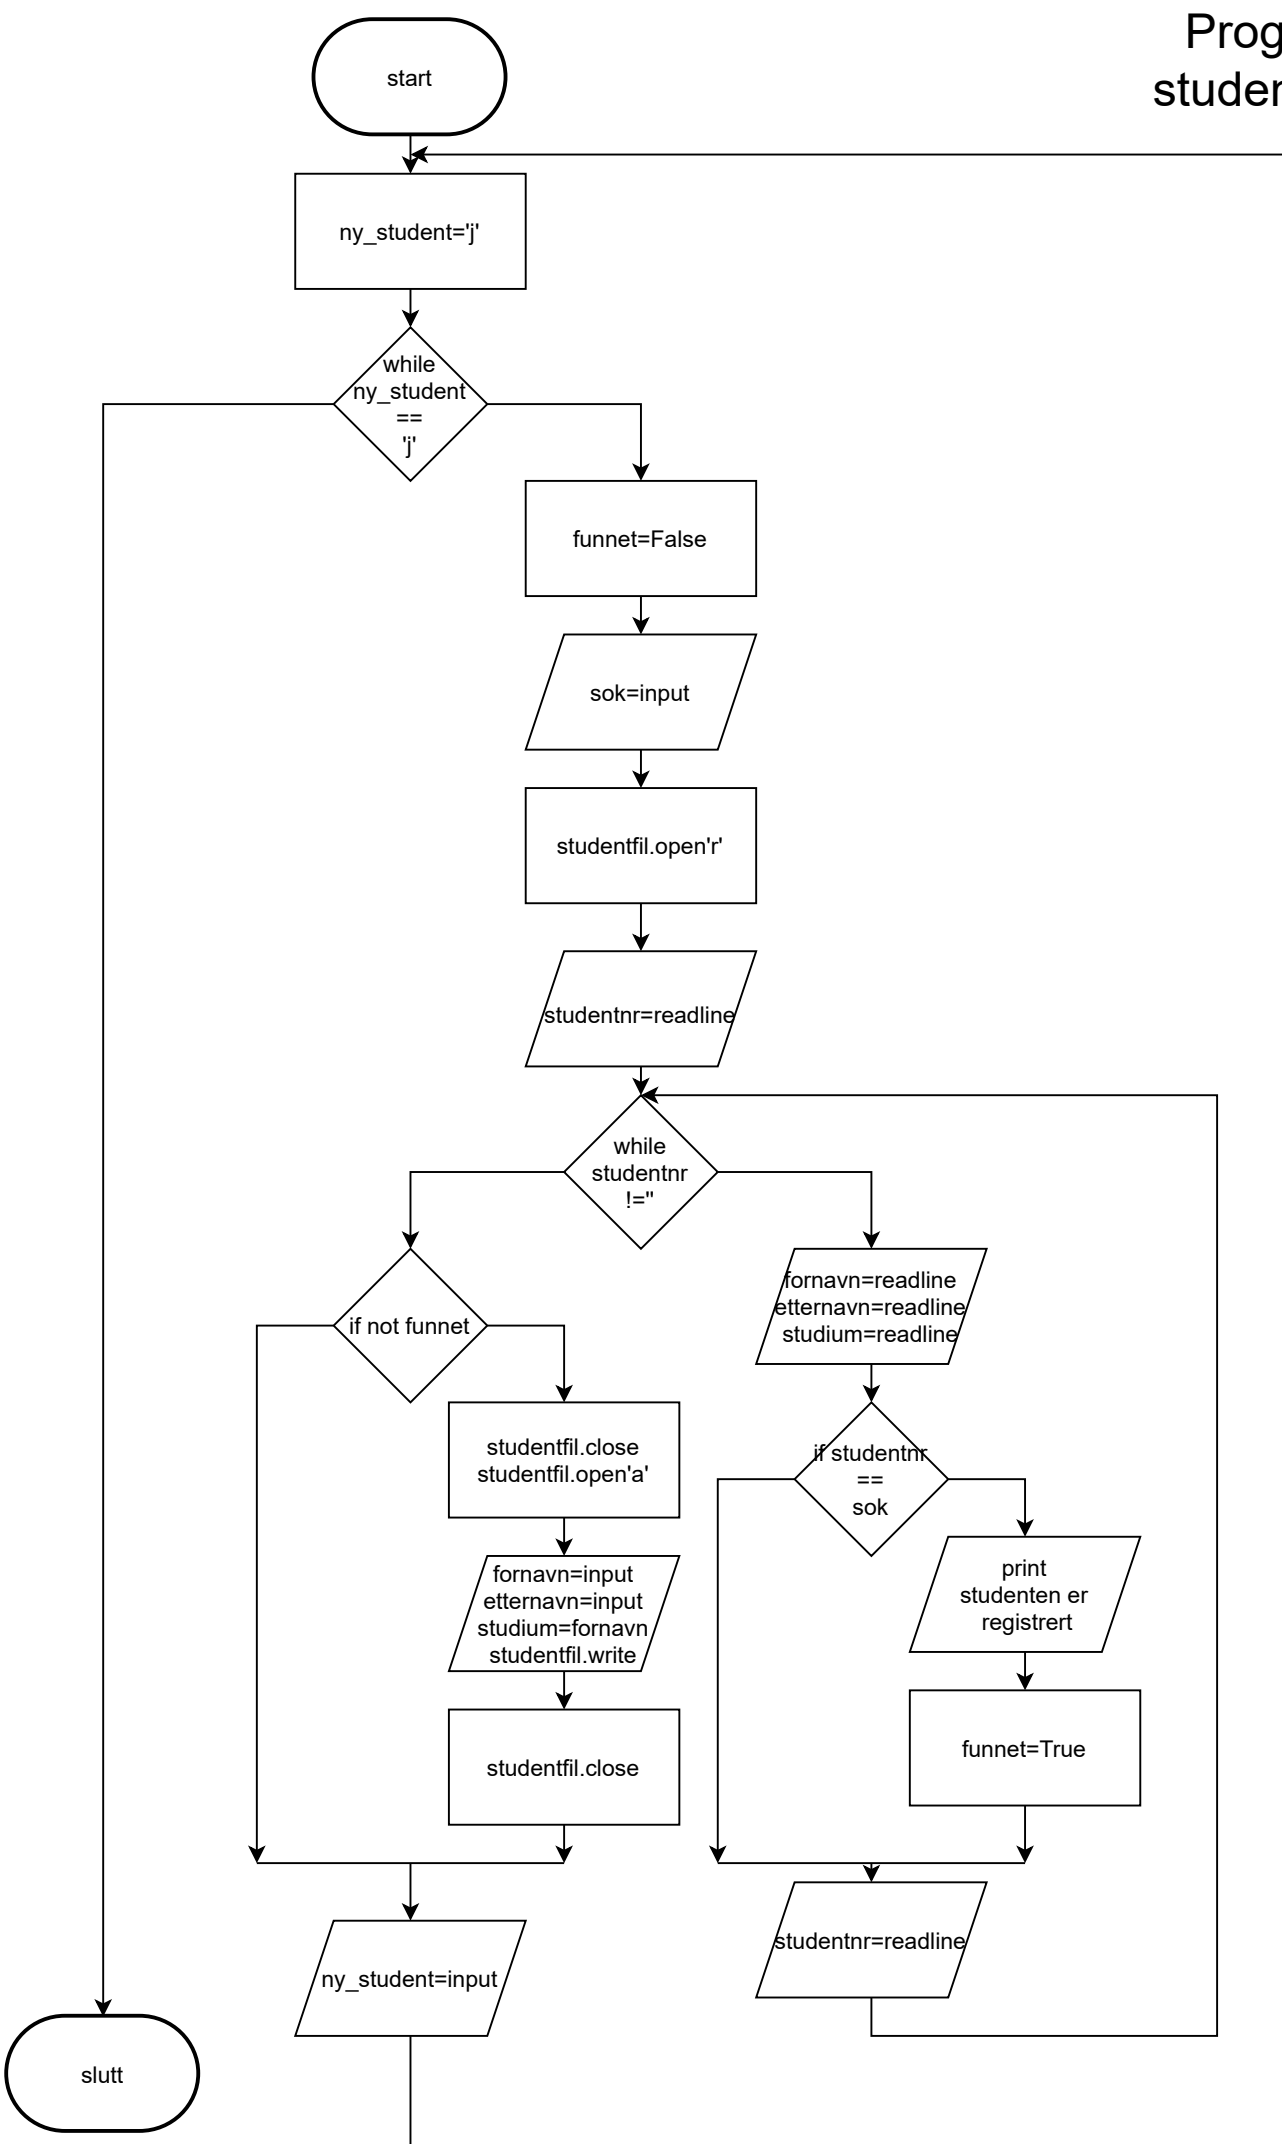 start
Prog
studen
ny_student='j'
while
ny_student
==
'j'
funnet=False
sok=input
studentfil.open'r'
studentnr=readline
while
studentnr
!=''
if not funnet
fornavn=readline
etternavn=readline
studium=readline
studentfil.close
studentfil.open'a'
if studentnr
==
sok
fornavn=input
etternavn=input
studium=fornavn
studentfil.write
print
studenten er
registrert
studentfil.close
funnet=True
studentnr=readline
ny_student=input
slutt